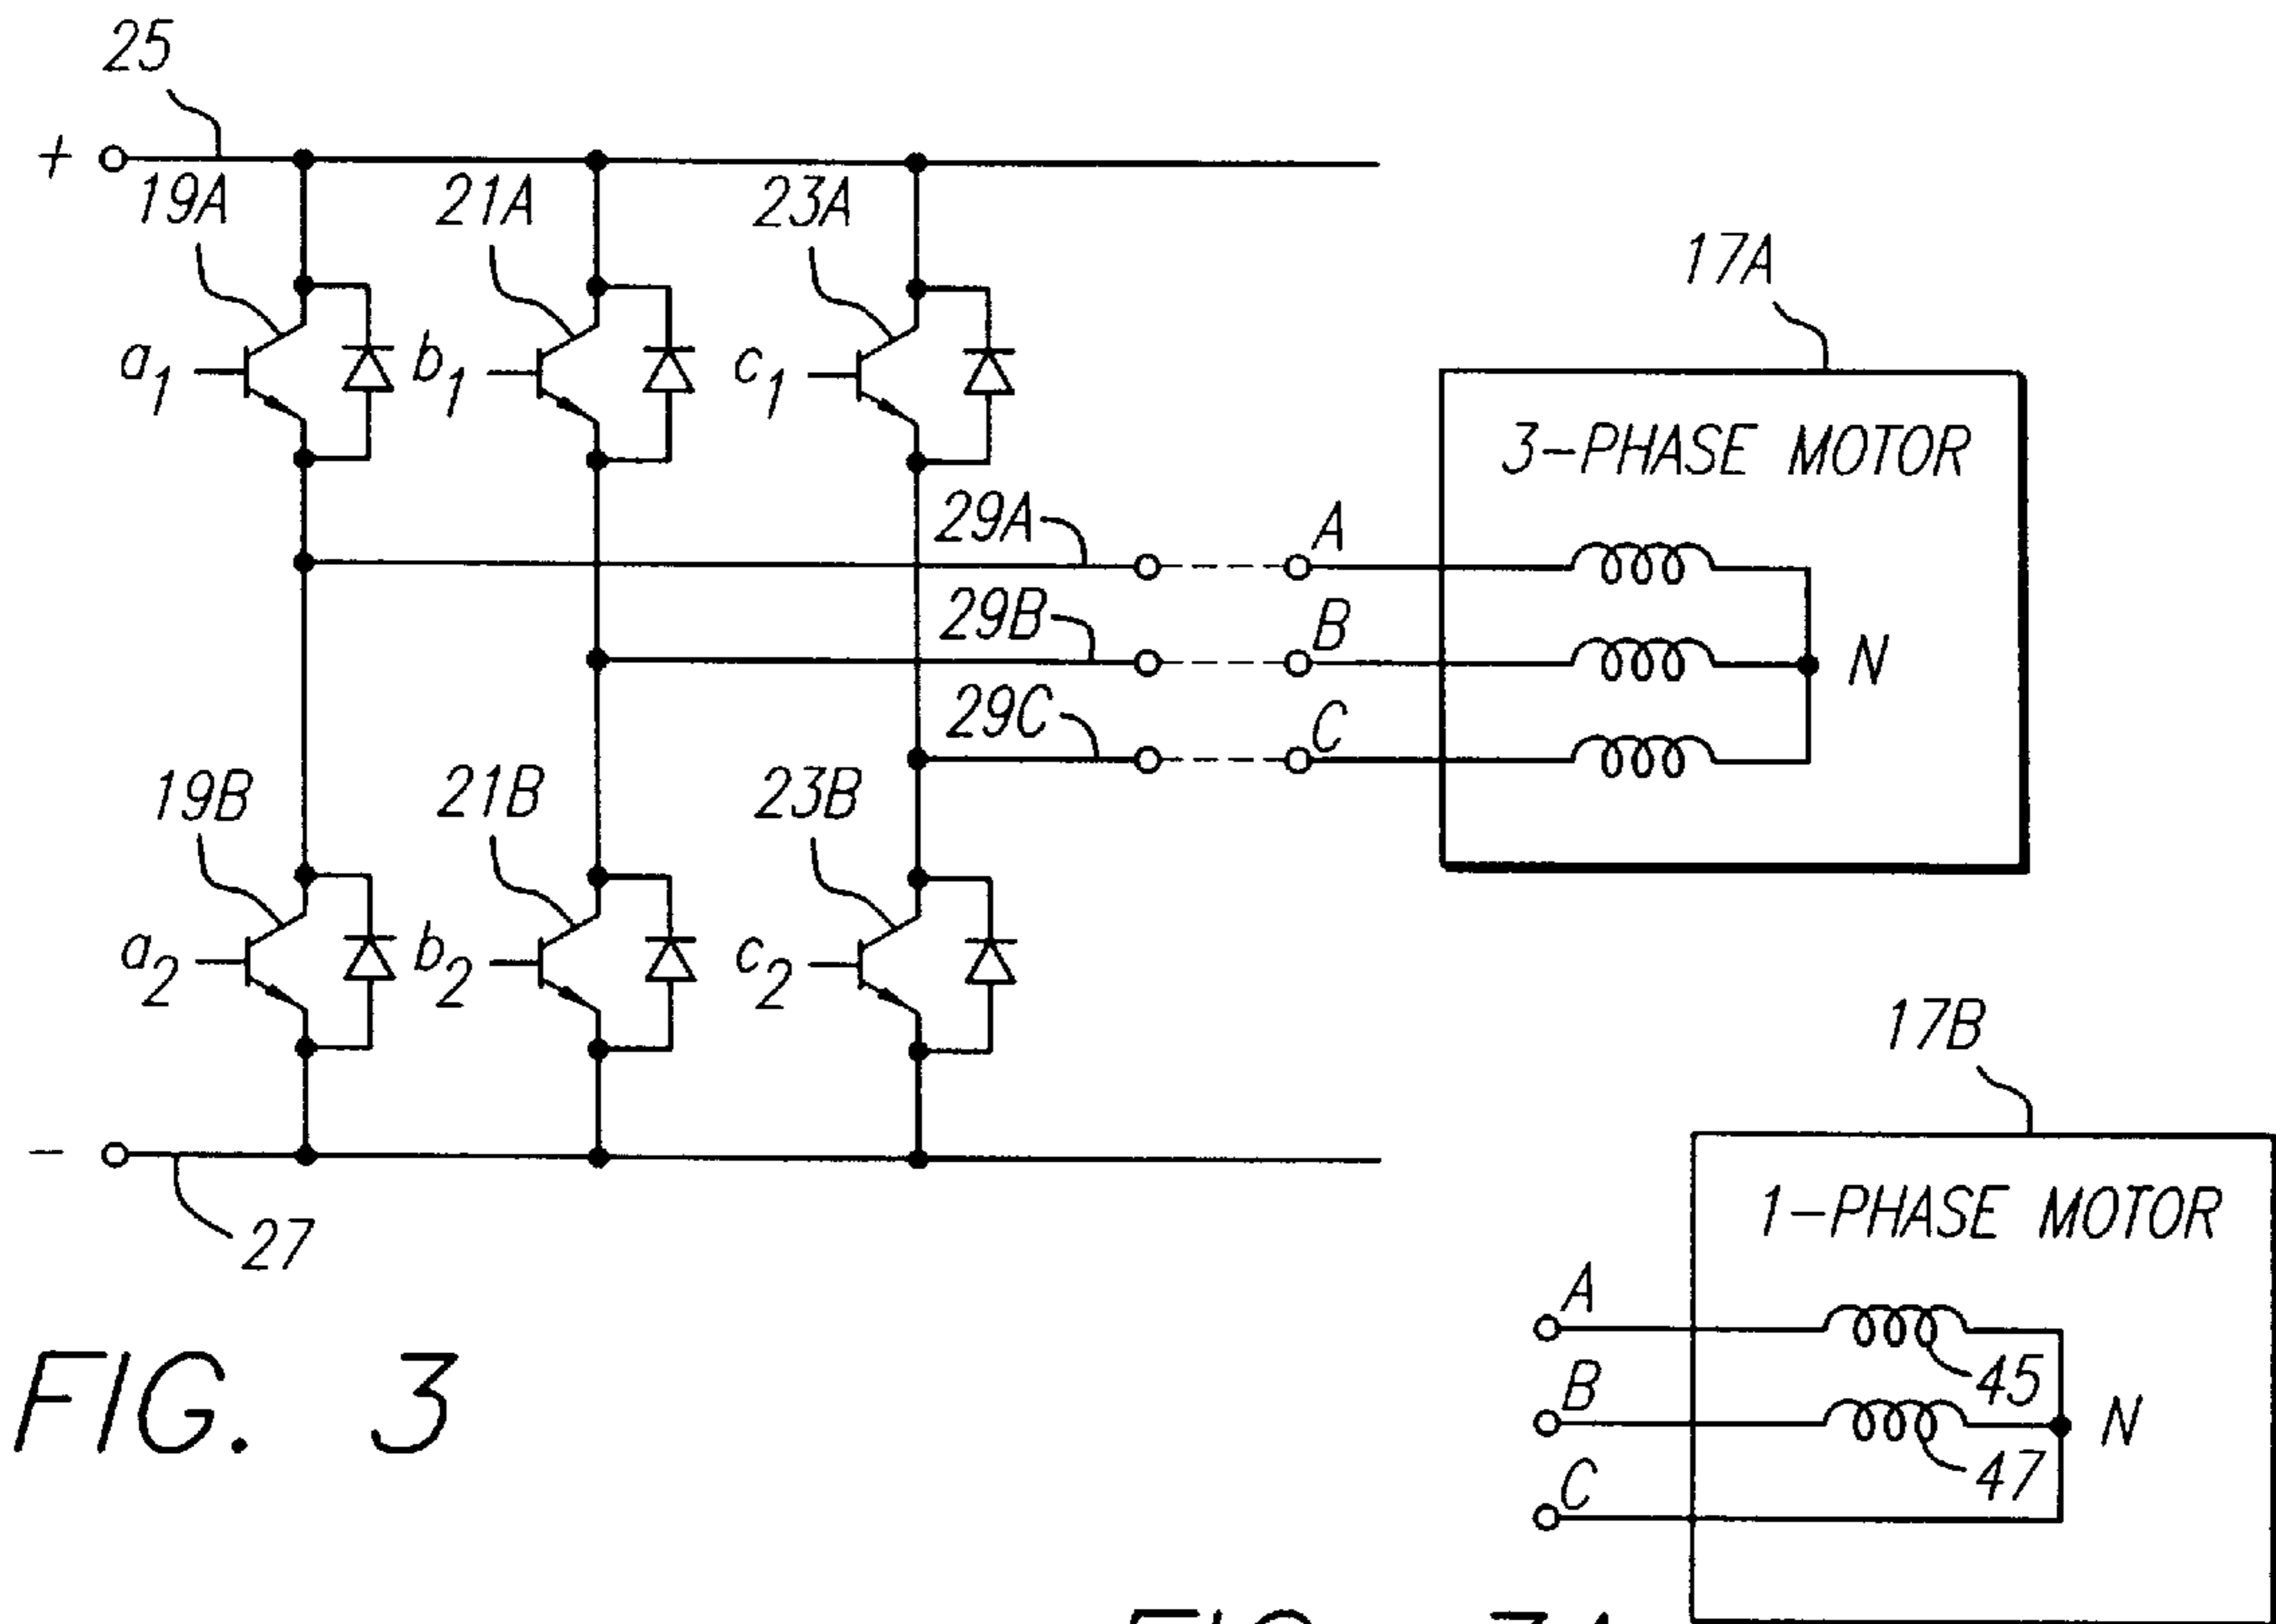 25
+
19A
21A
23A
a1
b1
c1
17A
3-PHASE MOTOR
29A
A
29B
B
N
29C
C
19B
21B
23B
a2
b2
c2
-
27
17B
1-PHASE MOTOR
A
45
B
N
47
C
FIG. 3